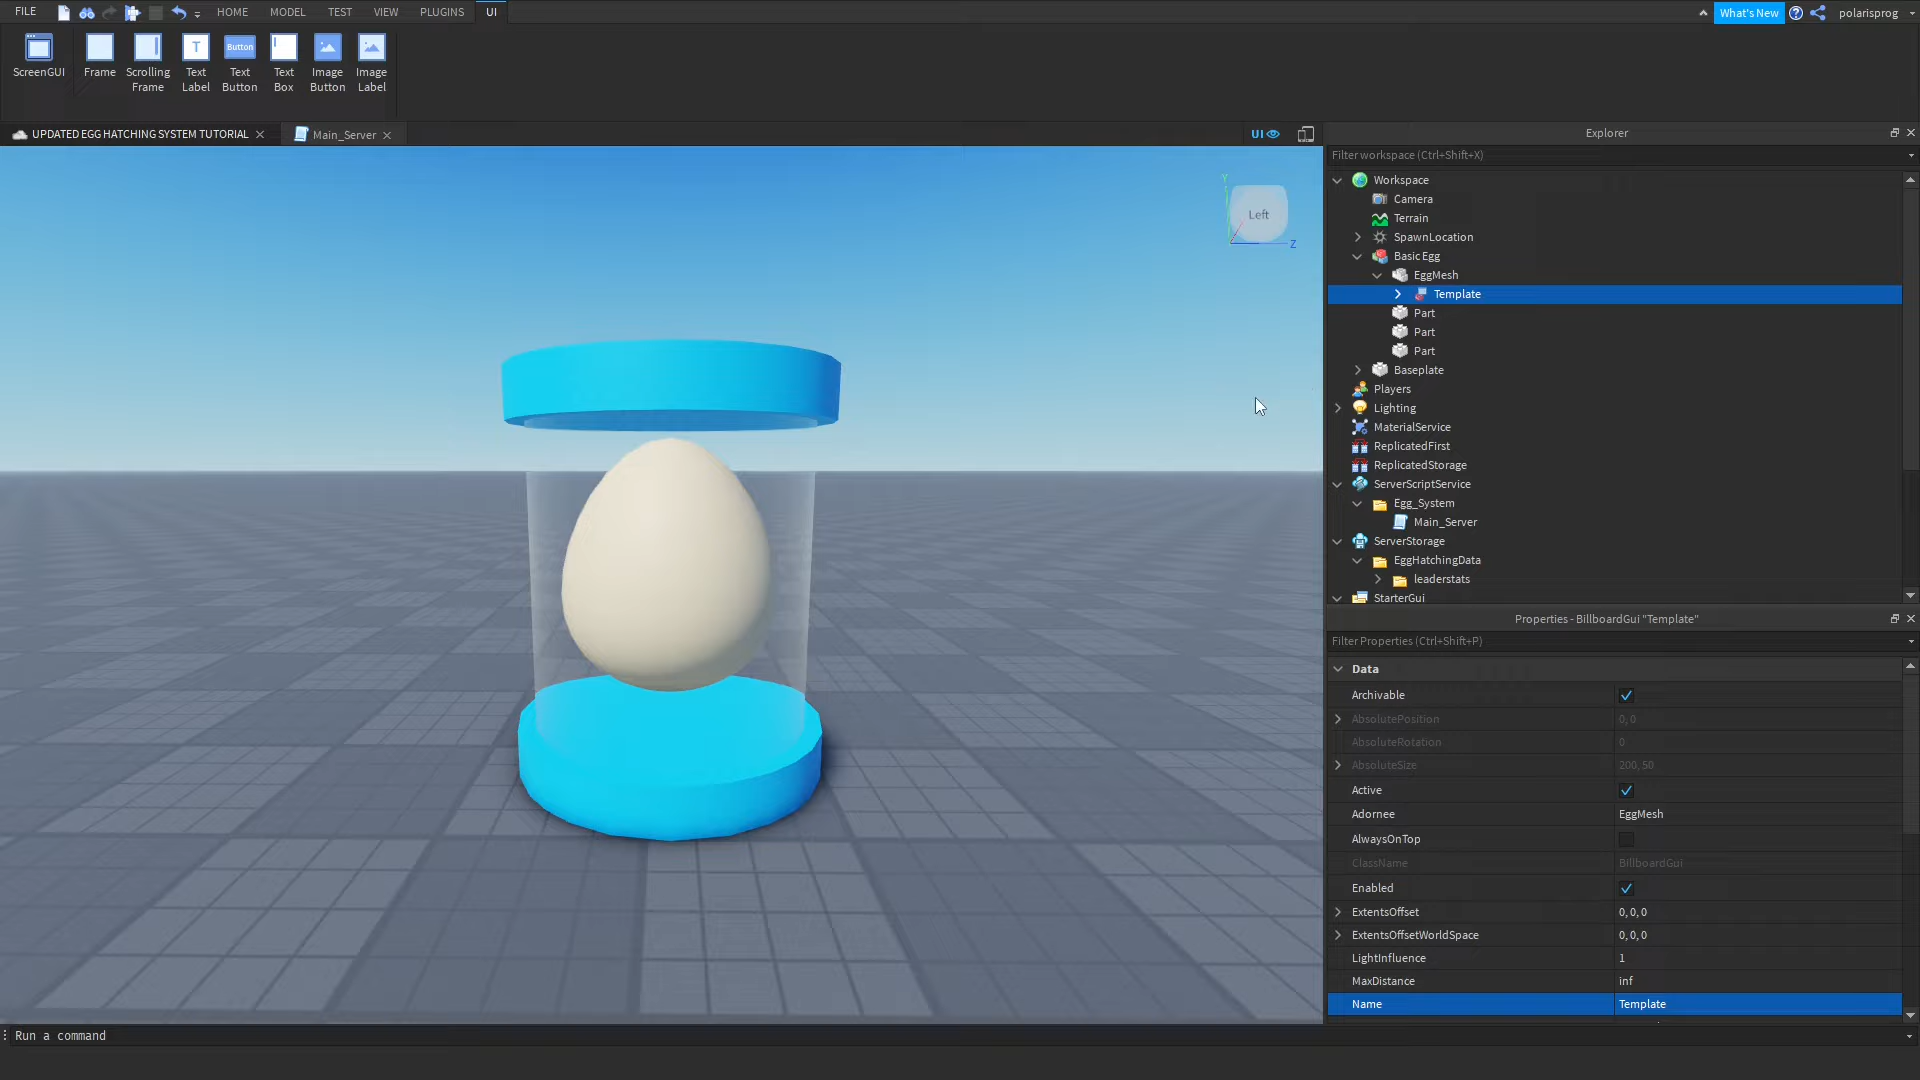 FILE HOME MODEL TEST VIEW PLUGINS UI What's New polarisprog
ScreenGUI Frame Scrolling Frame T Text Label Button Text Button Text Box Image Button Image Label
UPDATED EGG HATCHING SYSTEM TUTORIAL Main_Server UI
Y
Left
Z
Explorer
Filter workspace (Ctrl+Shift+X)
Workspace
Camera
Terrain
SpawnLocation
Basic Egg
EggMesh
Template
Part
Part
Part
Baseplate
Players
Lighting
MaterialService
ReplicatedFirst
ReplicatedStorage
ServerScriptService
Egg_System
Main_Server
ServerStorage
EggHatchingData
leaderstats
StarterGui
Properties - BillboardGui "Template"
Filter Properties (Ctrl+Shift+P)
Data
Archivable
AbsolutePosition 0, 0
AbsoluteRotation 0
AbsoluteSize 200, 50
Active
Adornee EggMesh
AlwaysOnTop
ClassName BillboardGui
Enabled
ExtentsOffset 0, 0, 0
ExtentsOffsetWorldSpace 0, 0, 0
LightInfluence 1
MaxDistance inf
Name Template
Run a command